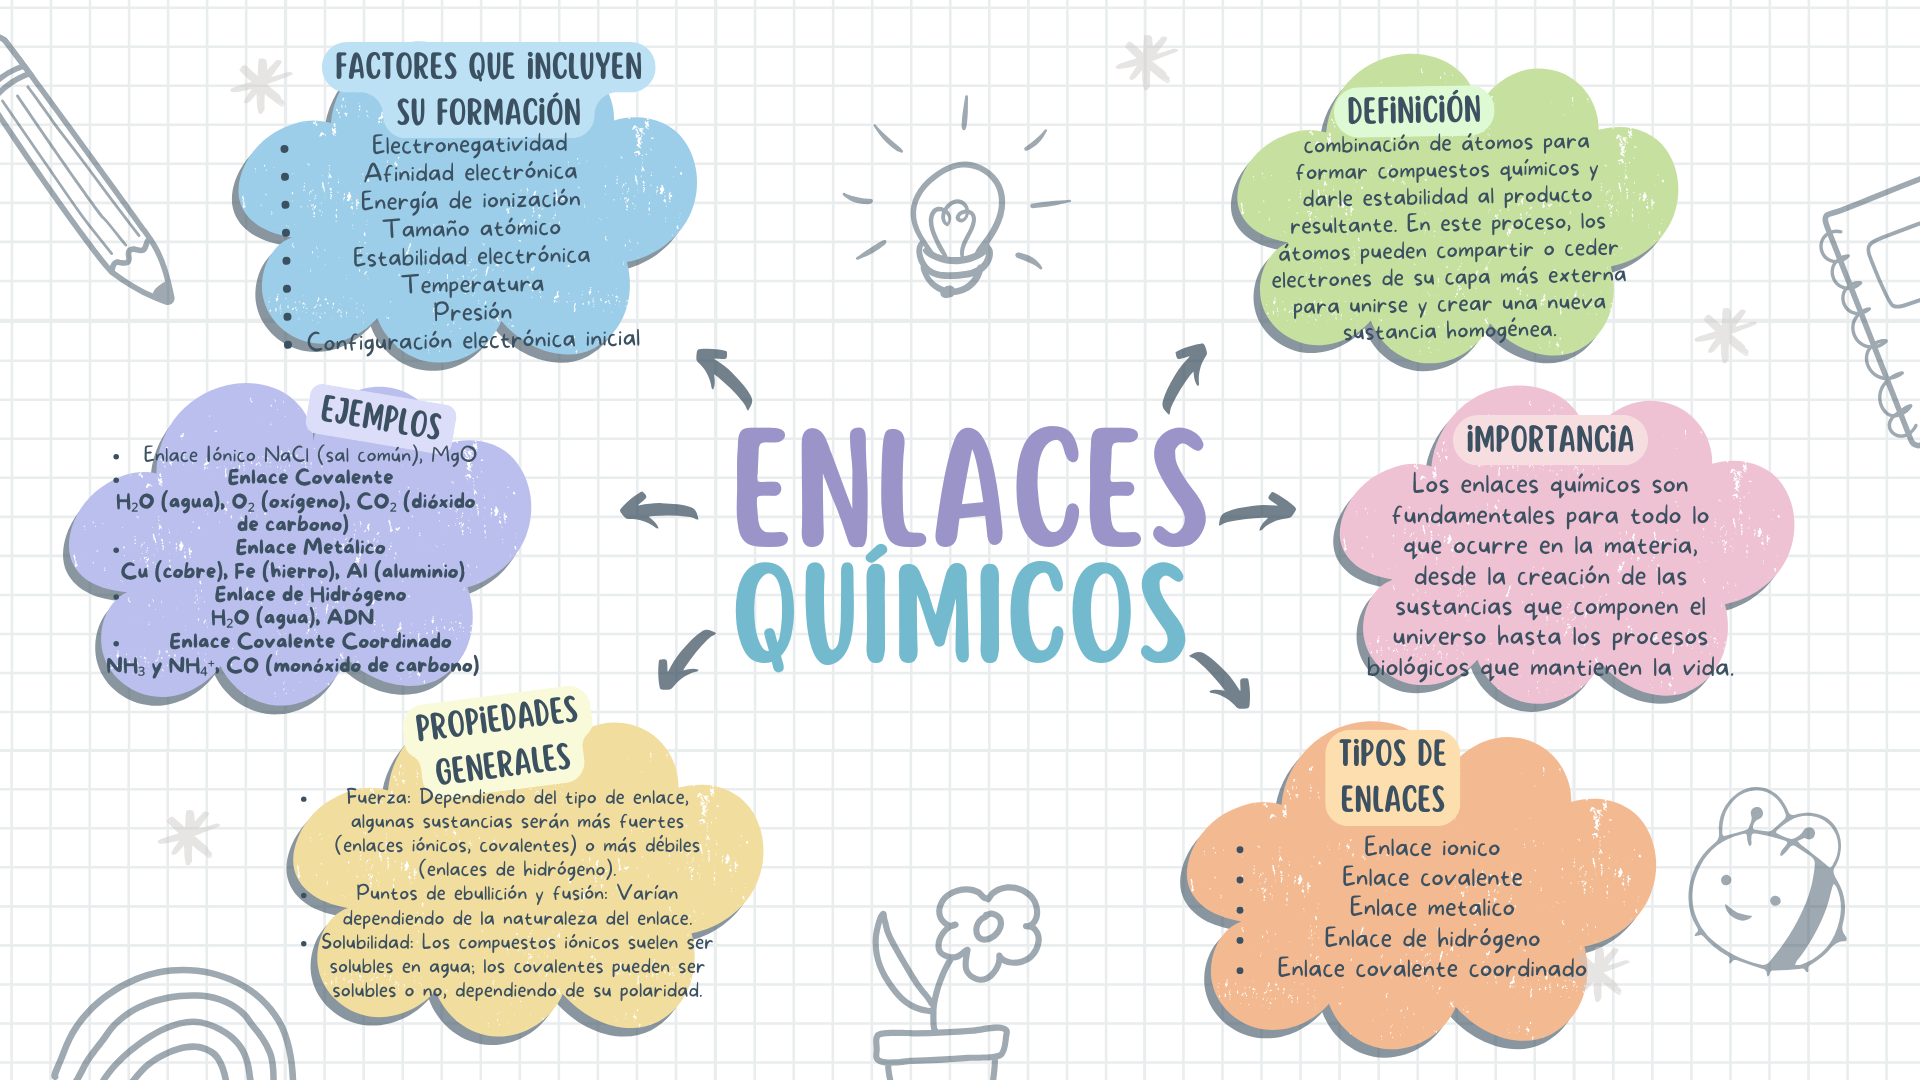 FACTORES QUE INCLUYEN
SU FORMACIÓN
• Electronegatividad
• Afinidad electrónica
• Energía de ionización
• Tamaño atómico
• Estabilidad electrónica
• Temperatura
• Presión
• Configuración electrónica inicial
DEFINICIÓN
combinación de átomos para
formar compuestos químicos y
darle estabilidad al producto
resultante. En este proceso, los
átomos pueden compartir o ceder
electrones de su capa más externa
para unirse y crear una nueva
sustancia homogénea.
EJEMPLOS
• Enlace Iónico NaCl (sal común), MgO
• Enlace Covalente
H₂O (agua), O₂ (oxígeno), CO₂ (dióxido
de carbono)
• Enlace Metálico
Cu (cobre), Fe (hierro), Al (aluminio)
• Enlace de Hidrógeno
H₂O (agua), ADN
• Enlace Covalente Coordinado
NH₃ y NH₄⁺, CO (monóxido de carbono)
ENLACES
QUÍMICOS
IMPORTANCIA
Los enlaces químicos son
fundamentales para todo lo
que ocurre en la materia,
desde la creación de las
sustancias que componen el
universo hasta los procesos
biológicos que mantienen la vida.
PROPIEDADES
GENERALES
• Fuerza: Dependiendo del tipo de enlace,
algunas sustancias serán más fuertes
(enlaces iónicos, covalentes) o más débiles
(enlaces de hidrógeno).
• Puntos de ebullición y fusión: Varían
dependiendo de la naturaleza del enlace.
• Solubilidad: Los compuestos iónicos suelen ser
solubles en agua; los covalentes pueden ser
solubles o no, dependiendo de su polaridad.
TIPOS DE
ENLACES
• Enlace ionico
• Enlace covalente
• Enlace metalico
• Enlace de hidrógeno
• Enlace covalente coordinado